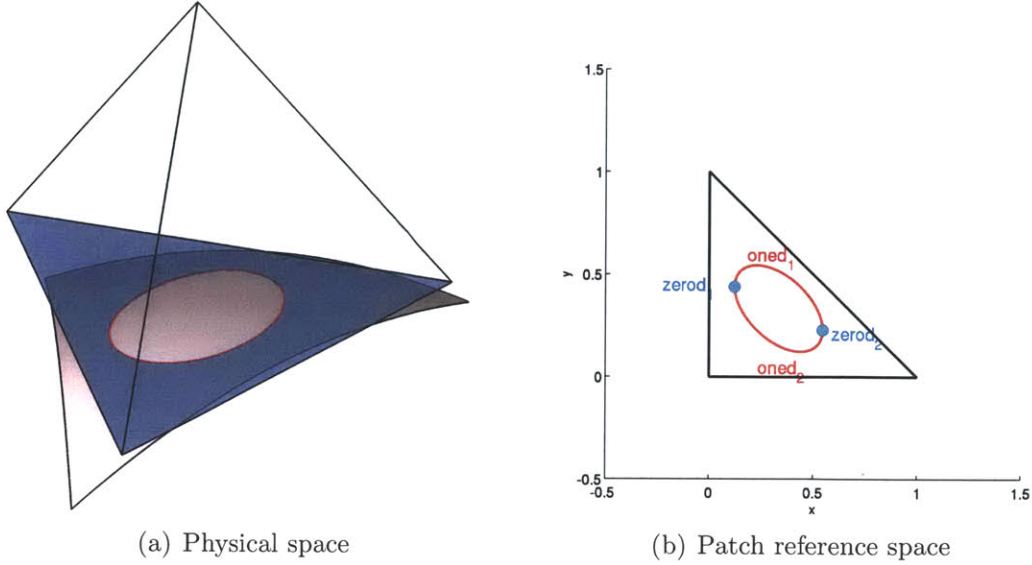 1.5
1
y
0.5
0
-0.5
-0.5
0
0.5
1
1.5
x
oned1
zerod
zerod2
oned2
(a) Physical space
(b) Patch reference space